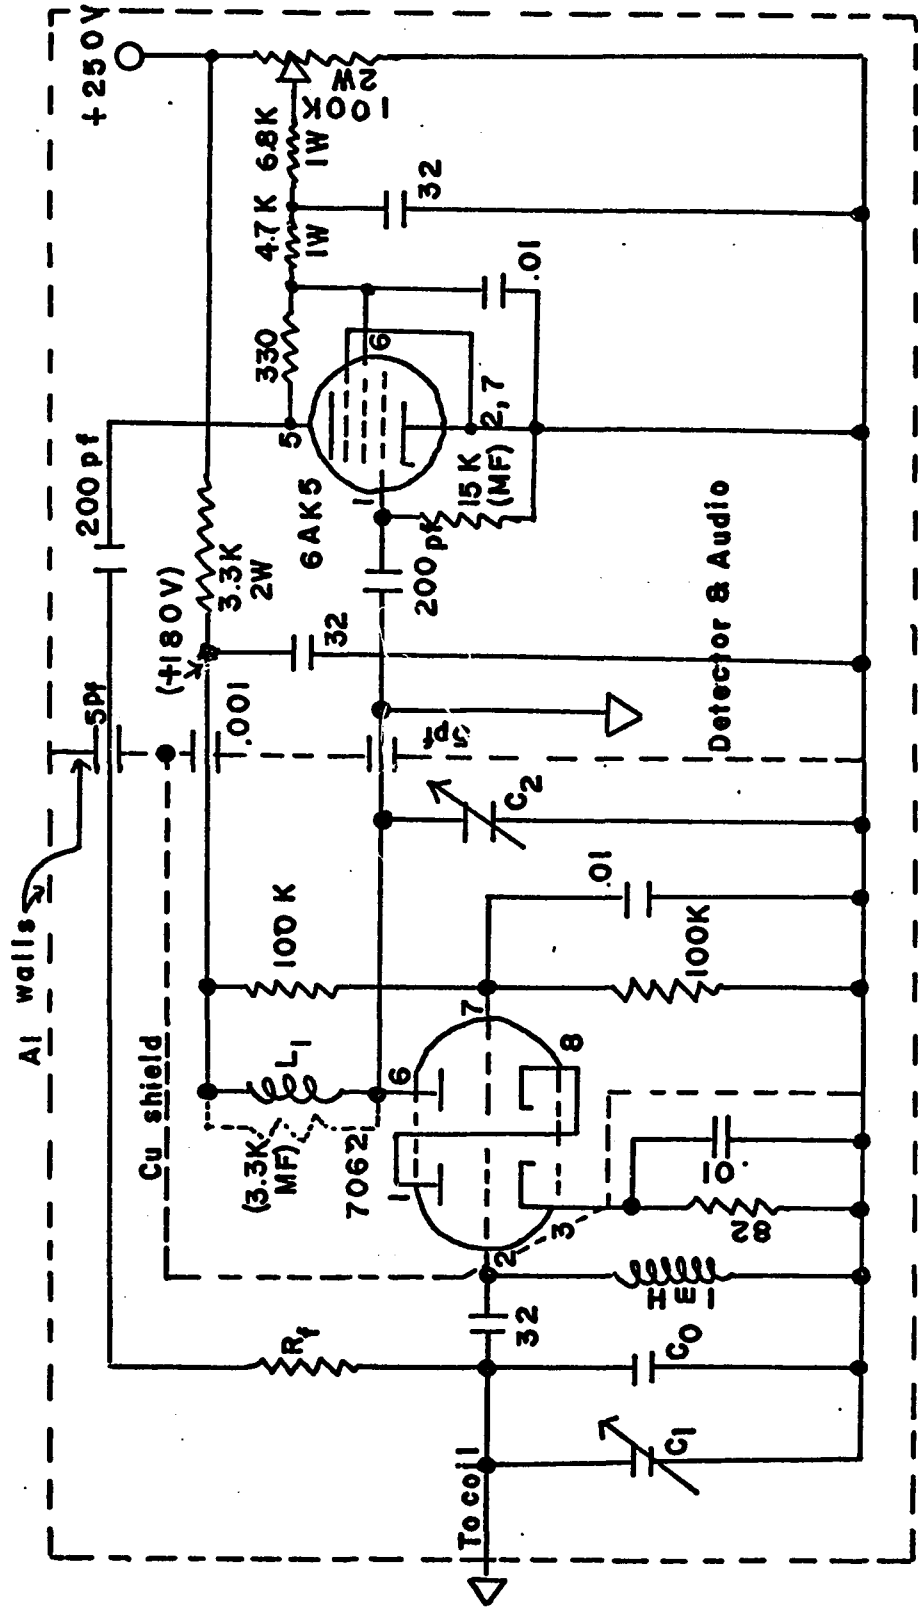 Al walls
+250V
200pf
5pf
(+180V)
3.3K
2W
.001
32
Cu shield
100K
L1
(3.3K
MF)
7062
1
6
2
3
7
8
Rf
32
To coil
C1
C0
1
HE
82
.01
100K
.01
C2
5pf
200pf
6AK5
1
5
6
2,7
15K
(MF)
330
4.7K
1W
6.8K
1W
100K
2W
32
.01
Detector & Audio